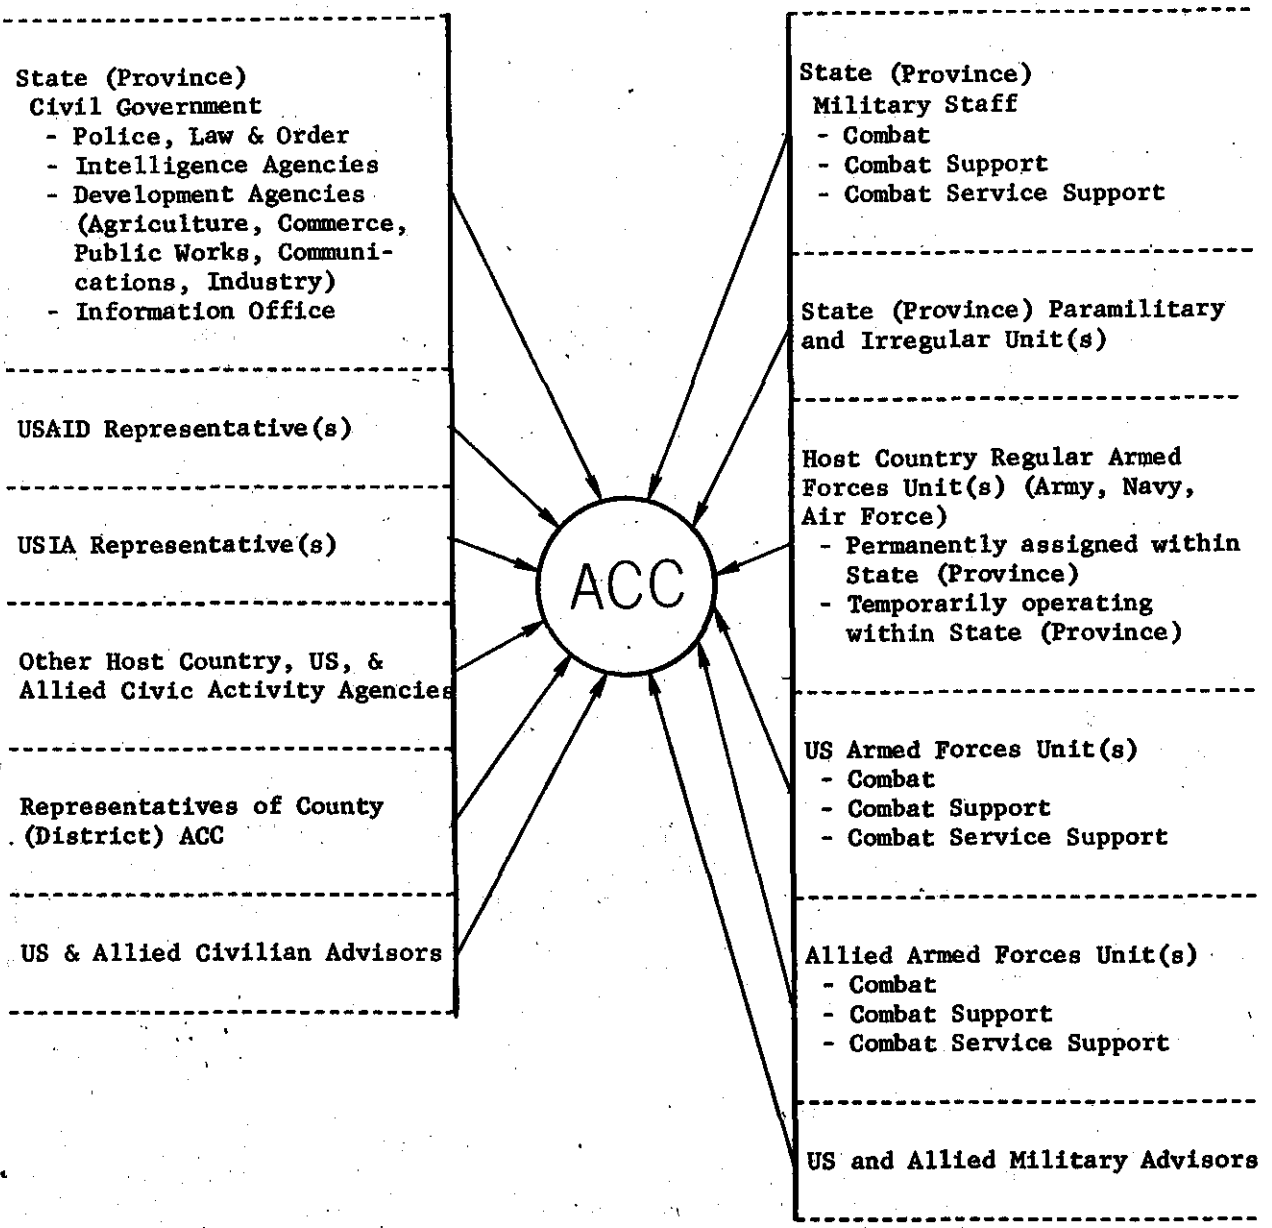 State (Province)
Civil Government
- Police, Law & Order
- Intelligence Agencies
- Development Agencies
(Agriculture, Commerce,
Public Works, Communi-
cations, Industry)
- Information Office
USAID Representative(s)
USIA Representative(s)
Other Host Country, US, &
Allied Civic Activity Agencies
Representatives of County
(District) ACC
US & Allied Civilian Advisors
ACC
State (Province)
Military Staff
- Combat
- Combat Support
- Combat Service Support
State (Province) Paramilitary
and Irregular Unit(s)
Host Country Regular Armed
Forces Unit(s) (Army, Navy,
Air Force)
- Permanently assigned within
State (Province)
- Temporarily operating
within State (Province)
US Armed Forces Unit(s)
- Combat
- Combat Support
- Combat Service Support
Allied Armed Forces Unit(s)
- Combat
- Combat Support
- Combat Service Support
US and Allied Military Advisors